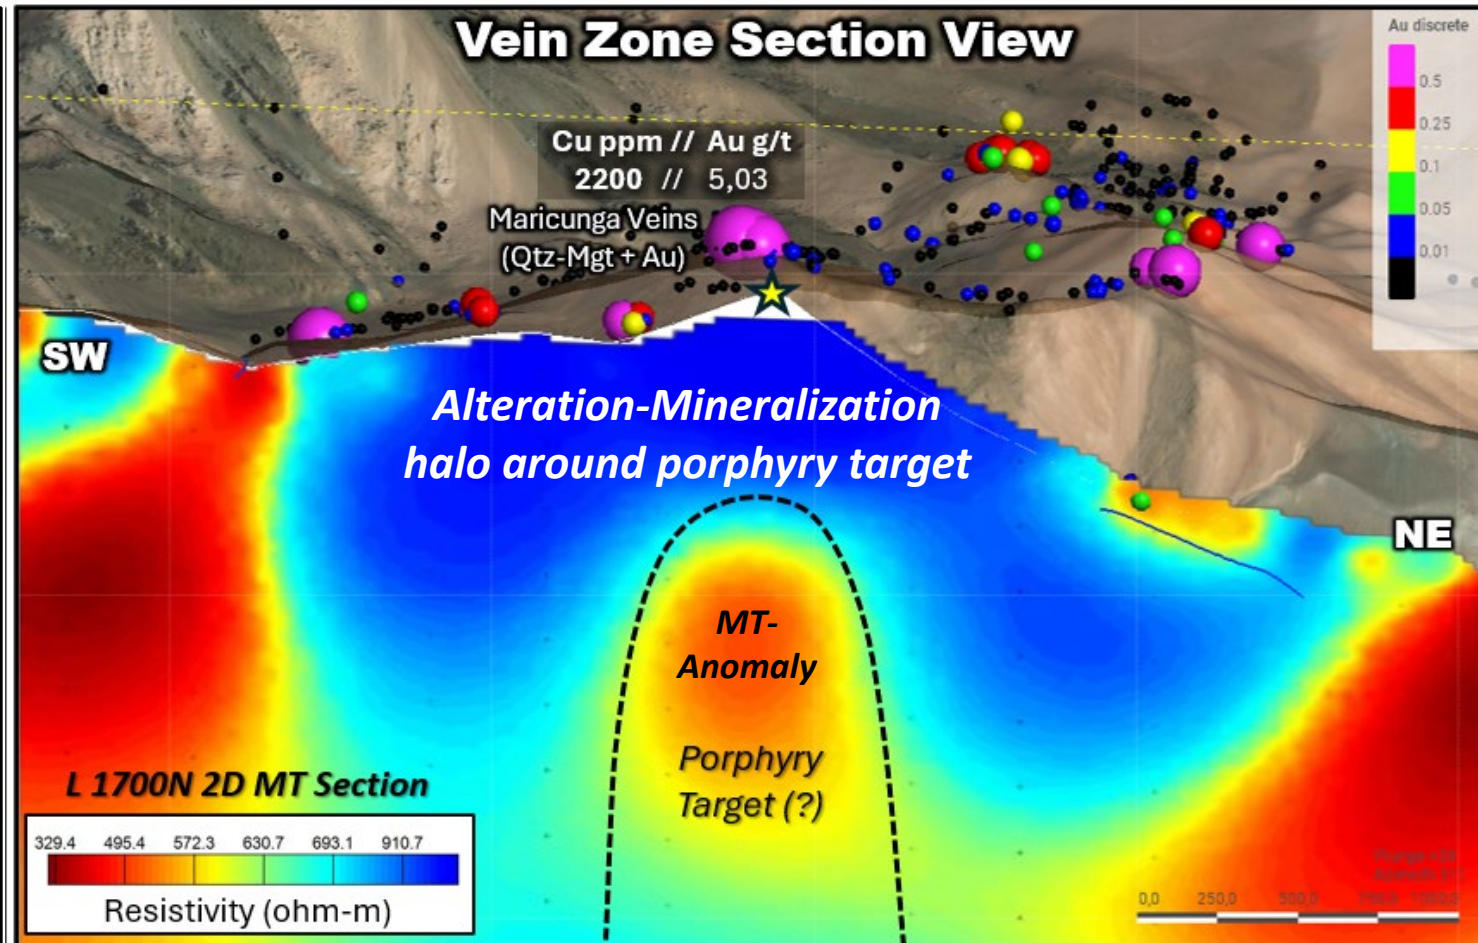 Vein Zone Section View
Au discrete
0.5
0.25
0.1
0.05
0.01
Cu ppm // Au g/t
2200 // 5,03
Maricunga Veins
(Qtz-Mgt + Au)
SW
NE
Alteration-Mineralization
halo around porphyry target
MT-
Anomaly
Porphyry
Target (?)
L 1700N 2D MT Section
329.4 495.4 572.3 630.7 693.1 910.7
Resistivity (ohm-m)
0,0 250,0 500,0